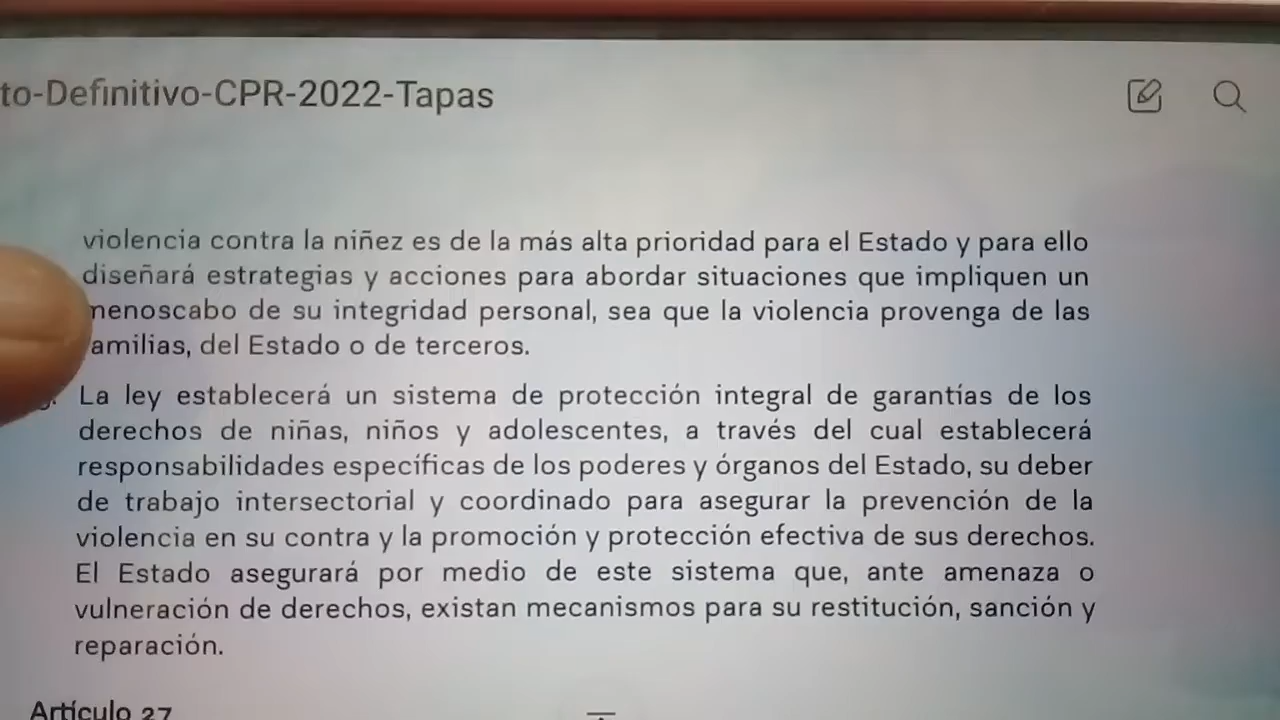 to-Definitivo-CPR-2022-Tapas
violencia contra la niñez es de la más alta prioridad para el Estado y para ello
diseñará estrategias y acciones para abordar situaciones que impliquen un
menoscabo de su integridad personal, sea que la violencia provenga de las
amilias, del Estado o de terceros.
La ley establecerá un sistema de protección integral de garantías de los
derechos de niñas, niños y adolescentes, a través del cual establecerá
responsabilidades específicas de los poderes y órganos del Estado, su deber
de trabajo intersectorial y coordinado para asegurar la prevención de la
violencia en su contra y la promoción y protección efectiva de sus derechos.
El Estado asegurará por medio de este sistema que, ante amenaza o
vulneración de derechos, existan mecanismos para su restitución, sanción y
reparación.
Artículo 27